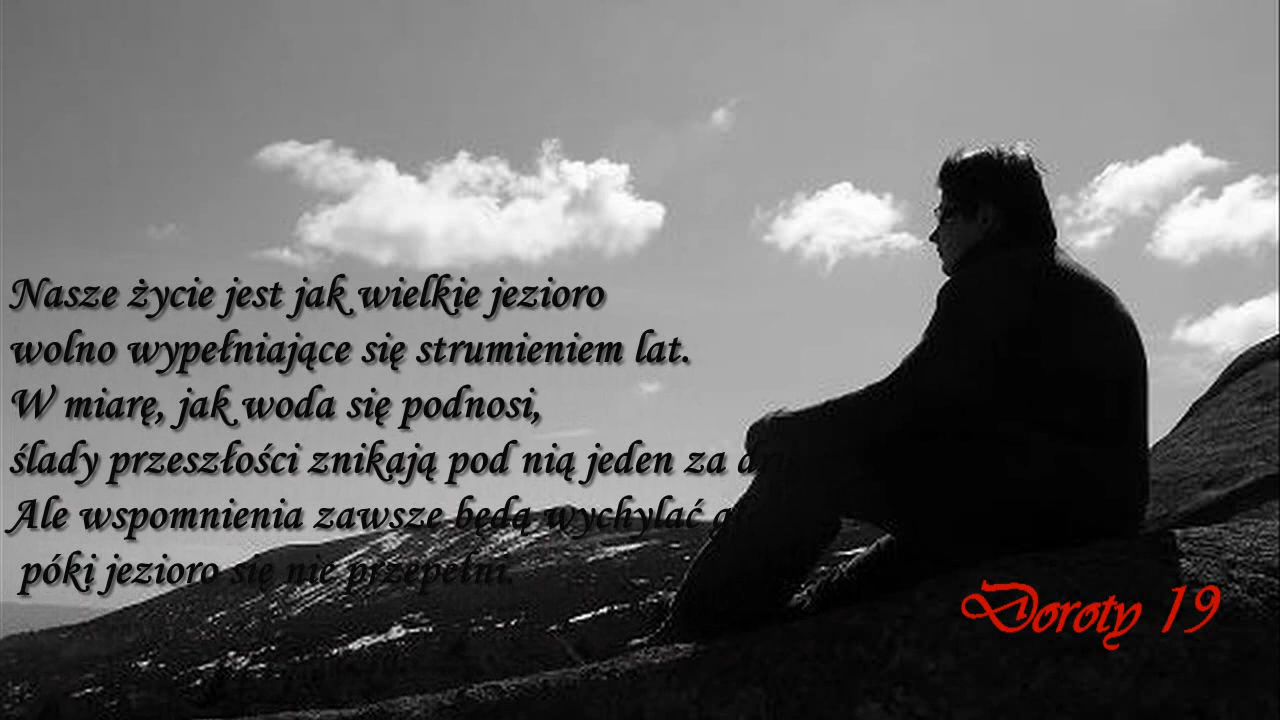 Nasze życie jest jak wielkie jezioro
wolno wypełniające się strumieniem lat.
W miarę, jak woda się podnosi,
ślady przeszłości znikają pod nią jeden za
Ale wspomnienia zawsze będą wychylać
póki jezioro się nie przepełni.
Doroty 19